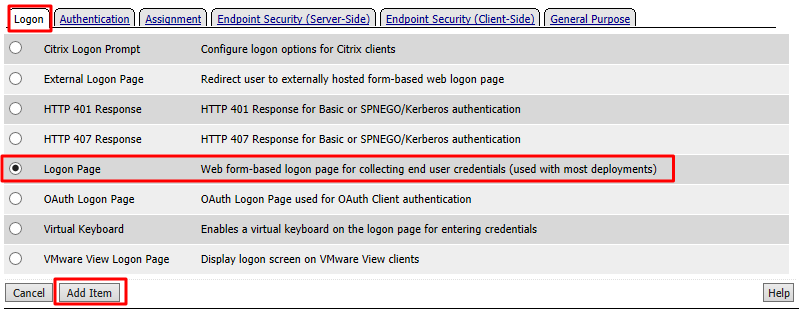 Logon Authentication Assignment Endpoint Security (Server-Side) Endpoint Security (Client-Side) General Purpose
Citrix Logon Prompt Configure logon options for Citrix clients
External Logon Page Redirect user to externally hosted form-based web logon page
HTTP 401 Response HTTP 401 Response for Basic or SPNEGO/Kerberos authentication
HTTP 407 Response HTTP 407 Response for Basic or SPNEGO/Kerberos authentication
Logon Page Web form-based logon page for collecting end user credentials (used with most deployments)
OAuth Logon Page OAuth Logon Page used for OAuth Client authentication
Virtual Keyboard Enables a virtual keyboard on the logon page for entering credentials
VMware View Logon Page Display logon screen on VMware View clients
Cancel Add Item Help